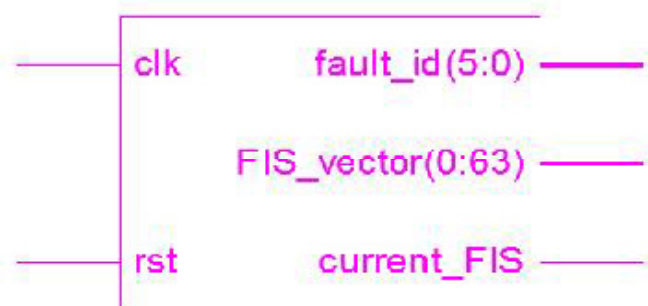 clk fault_id(5:0)
FIS_vector(0:63)
rst current_FIS